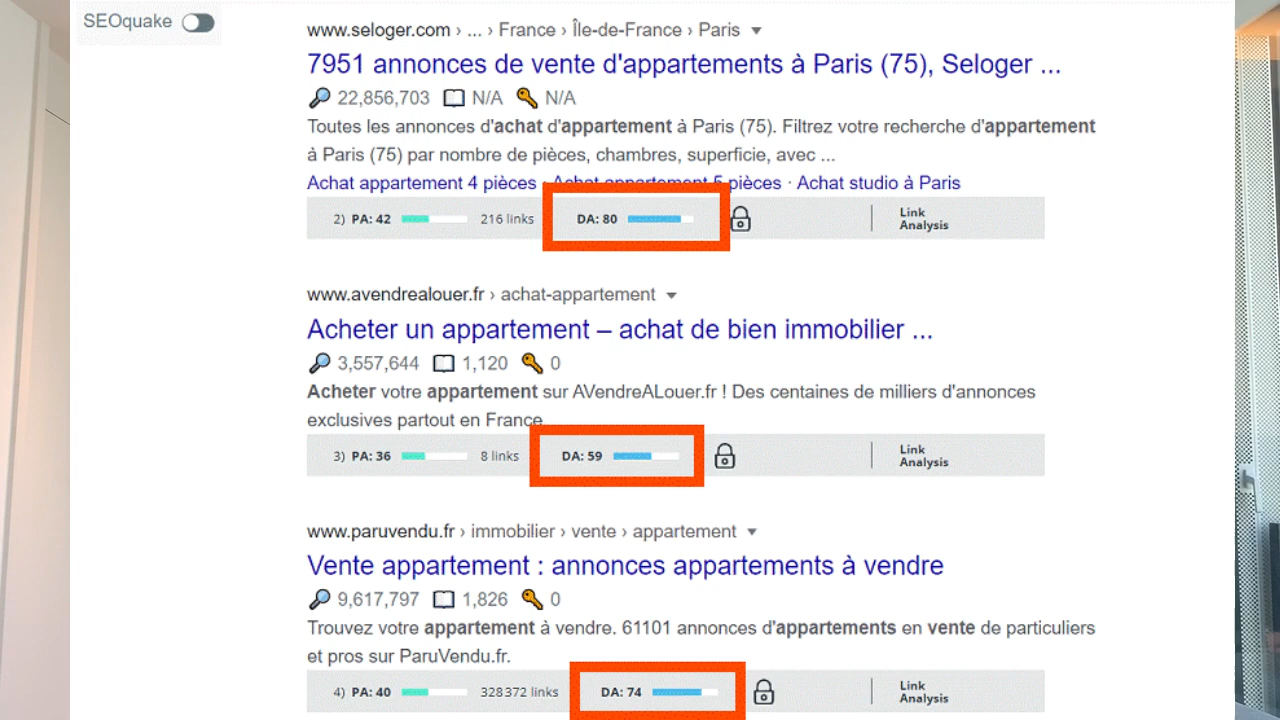 SEOquake
www.seloger.com › ... › France › Île-de-France › Paris
7951 annonces de vente d'appartements à Paris (75), Seloger ...
22,856,703 N/A N/A
Toutes les annonces d'achat d'appartement à Paris (75). Filtrez votre recherche d'appartement
à Paris (75) par nombre de pièces, chambres, superficie, avec ...
Achat appartement 4 pièces · Achat appartement 5 pièces · Achat studio à Paris
2) PA: 42 216 links DA: 80 Link
Analysis
www.avendrealouer.fr › achat-appartement
Acheter un appartement – achat de bien immobilier ...
3,557,644 1,120 0
Acheter votre appartement sur AVendreALouer.fr ! Des centaines de milliers d'annonces
exclusives partout en France
3) PA: 36 8 links DA: 59 Link
Analysis
www.paruvendu.fr › immobilier › vente › appartement
Vente appartement : annonces appartements à vendre
9,617,797 1,826 0
Trouvez votre appartement à vendre. 61101 annonces d'appartements en vente de particuliers
et pros sur ParuVendu.fr.
4) PA: 40 328372 links DA: 74 Link
Analysis